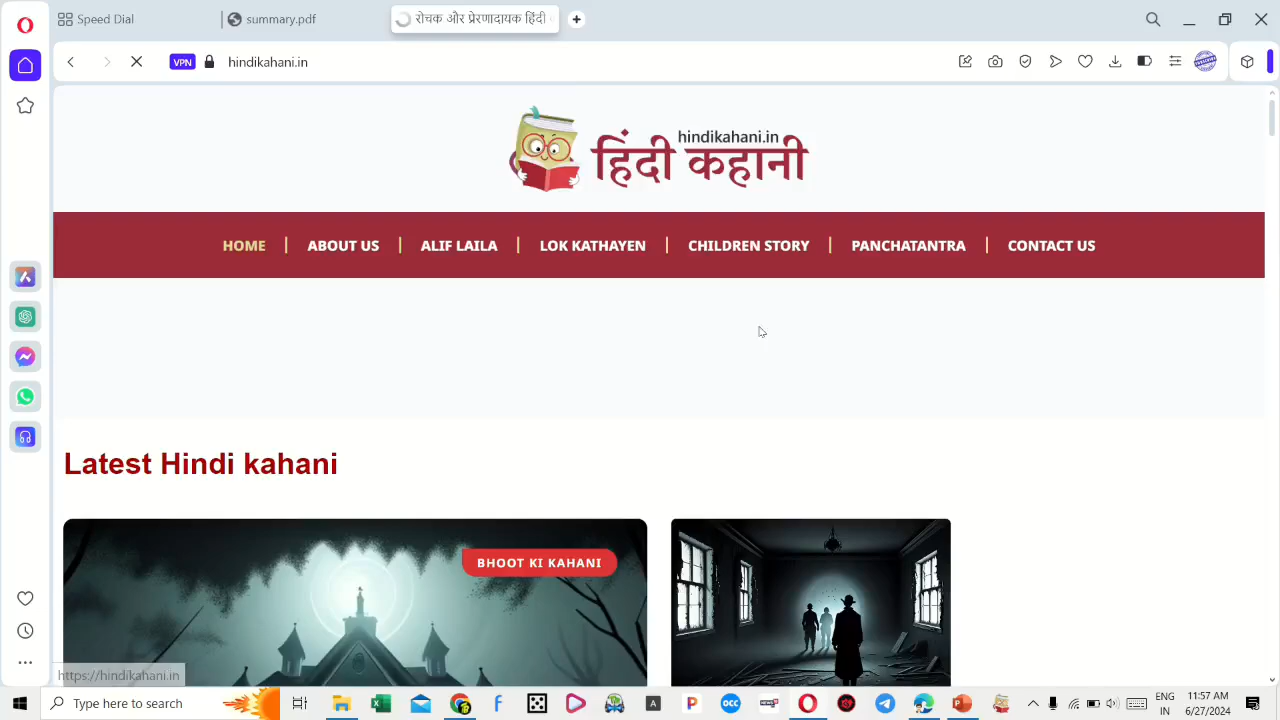 Speed Dial
summary.pdf
रोचक और प्रेरणादायक हिंदी
VPN
hindikahani.in
hindikahani.in
हिंदी कहानी
HOME
ABOUT US
ALIF LAILA
LOK KATHAYEN
CHILDREN STORY
PANCHATANTRA
CONTACT US
Latest Hindi kahani
BHOOT KI KAHANI
https://hindikahani.in
Type here to search
ENG
IN
11:57 AM
6/27/2024